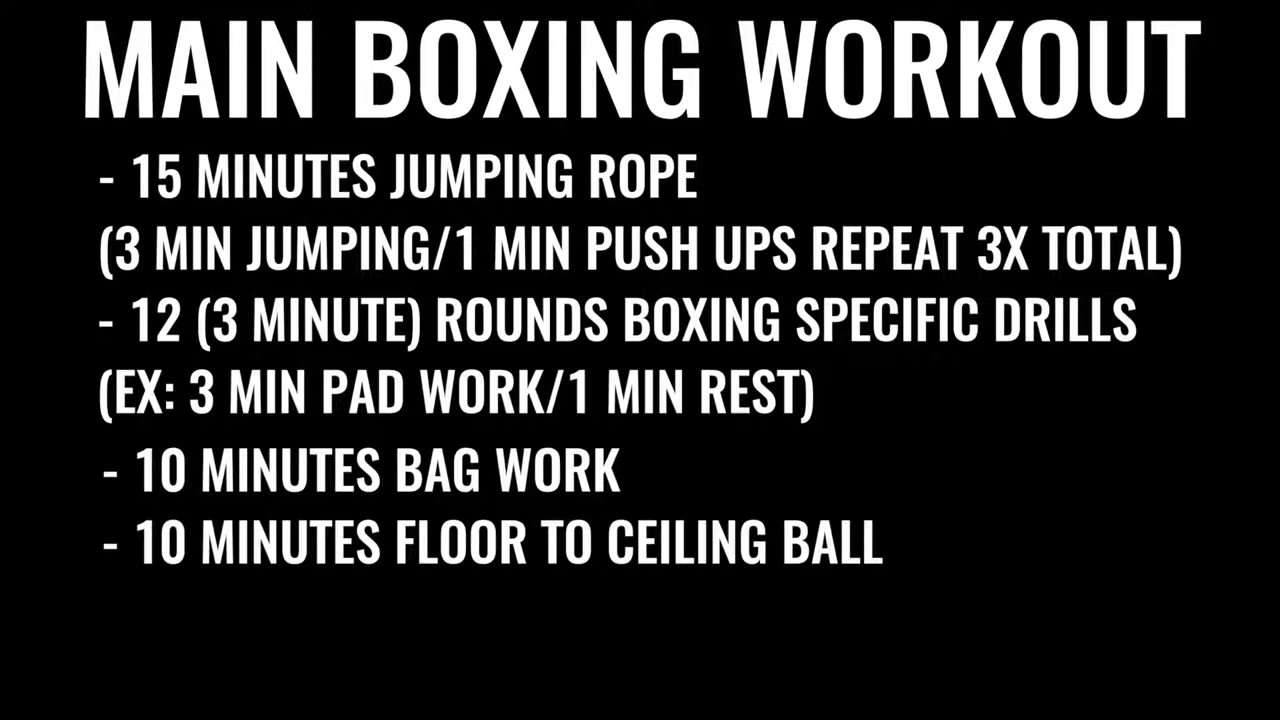 MAIN BOXING WORKOUT
- 15 MINUTES JUMPING ROPE
(3 MIN JUMPING/1 MIN PUSH UPS REPEAT 3X TOTAL)
- 12 (3 MINUTE) ROUNDS BOXING SPECIFIC DRILLS
(EX: 3 MIN PAD WORK/1 MIN REST)
- 10 MINUTES BAG WORK
- 10 MINUTES FLOOR TO CEILING BALL